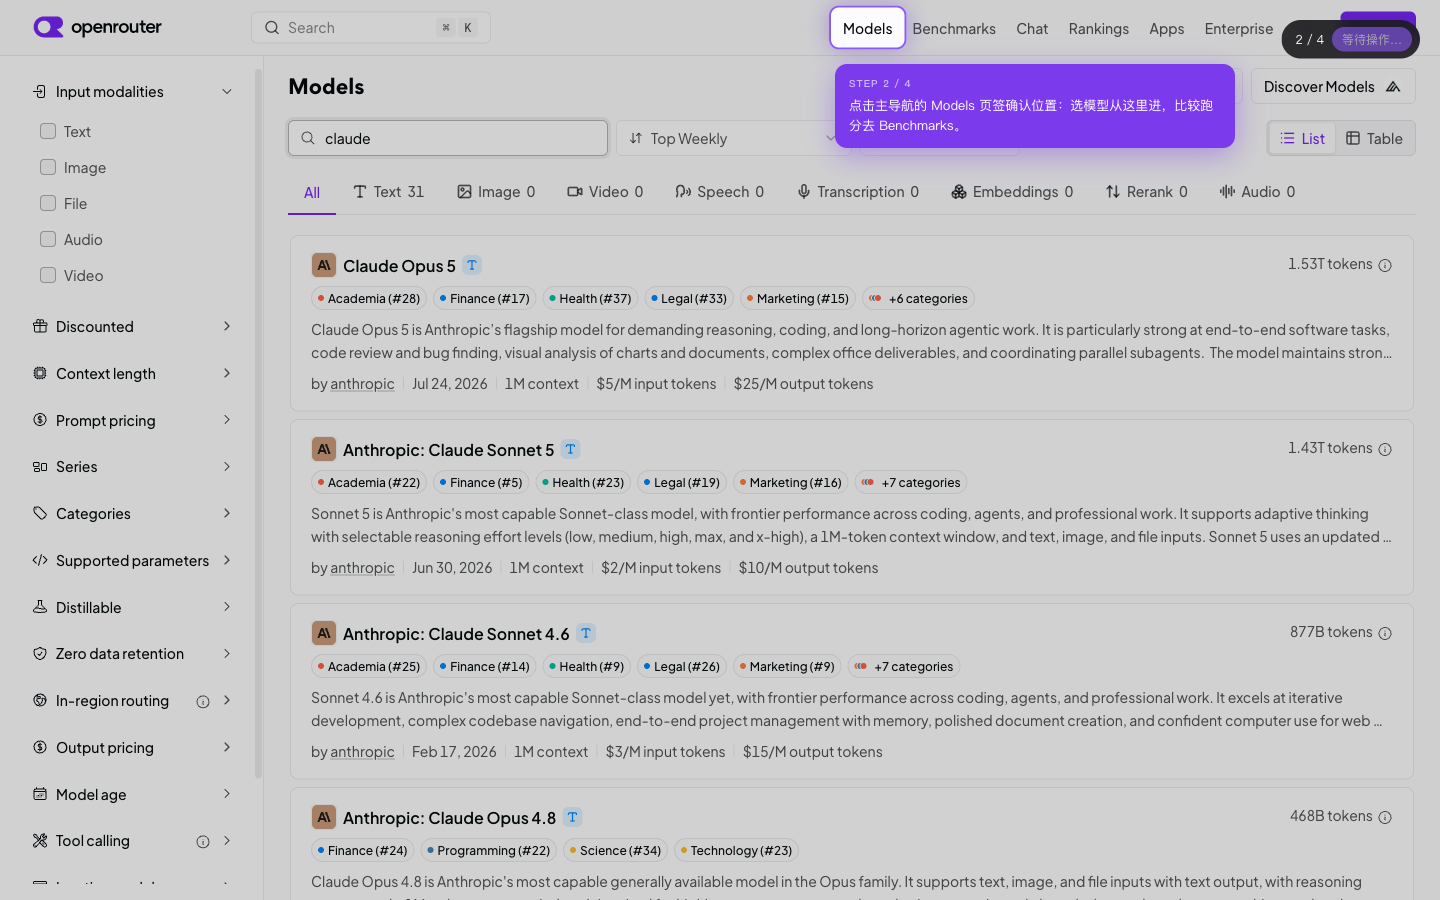 openrouter
Search
⌘ K
Models
Benchmarks
Chat
Rankings
Apps
Enterprise
2 / 4
等待操作...
STEP 2 / 4
点击主导航的 Models 页签确认位置：选模型从这里进，比较跑
分去 Benchmarks。
Input modalities
Text
Image
File
Audio
Video
Discounted
Context length
Prompt pricing
Series
Categories
Supported parameters
Distillable
Zero data retention
In-region routing
Output pricing
Model age
Tool calling
Models
Discover Models
claude
Top Weekly
List
Table
All
Text 31
Image 0
Video 0
Speech 0
Transcription 0
Embeddings 0
Rerank 0
Audio 0
Claude Opus 5
1.53T tokens
Academia (#28) Finance (#17) Health (#37) Legal (#33) Marketing (#15) +6 categories
Claude Opus 5 is Anthropic's flagship model for demanding reasoning, coding, and long-horizon agentic work. It is particularly strong at end-to-end software tasks,
code review and bug finding, visual analysis of charts and documents, complex office deliverables, and coordinating parallel subagents. The model maintains stron...
by anthropic Jul 24, 2026 1M context $5/M input tokens $25/M output tokens
Anthropic: Claude Sonnet 5
1.43T tokens
Academia (#22) Finance (#5) Health (#23) Legal (#19) Marketing (#16) +7 categories
Sonnet 5 is Anthropic's most capable Sonnet-class model, with frontier performance across coding, agents, and professional work. It supports adaptive thinking
with selectable reasoning effort levels (low, medium, high, max, and x-high), a 1M-token context window, and text, image, and file inputs. Sonnet 5 uses an updated ...
by anthropic Jun 30, 2026 1M context $2/M input tokens $10/M output tokens
Anthropic: Claude Sonnet 4.6
877B tokens
Academia (#25) Finance (#14) Health (#9) Legal (#26) Marketing (#9) +7 categories
Sonnet 4.6 is Anthropic's most capable Sonnet-class model yet, with frontier performance across coding, agents, and professional work. It excels at iterative
development, complex codebase navigation, end-to-end project management with memory, polished document creation, and confident computer use for web ...
by anthropic Feb 17, 2026 1M context $3/M input tokens $15/M output tokens
Anthropic: Claude Opus 4.8
468B tokens
Finance (#24) Programming (#22) Science (#34) Technology (#23)
Claude Opus 4.8 is Anthropic's most capable generally available model in the Opus family. It supports text, image, and file inputs with text output, with reasoning